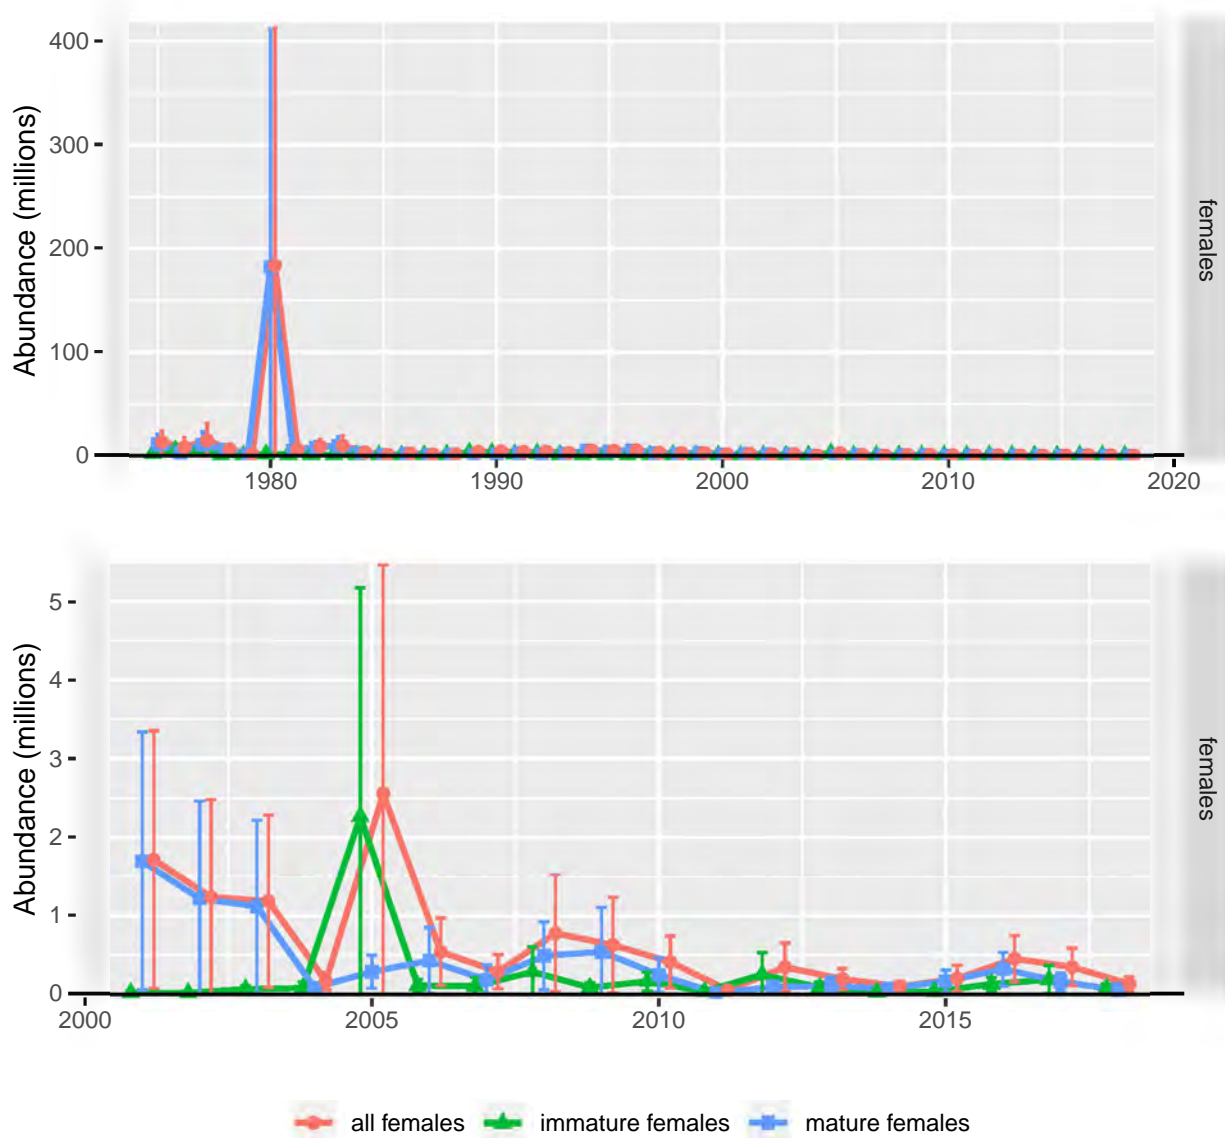 400
300
200
100
0
Abundance (millions)
females
1980 1990 2000 2010 2020
5
4
3
2
1
0
Abundance (millions)
females
2000 2005 2010 2015
all females immature females mature females